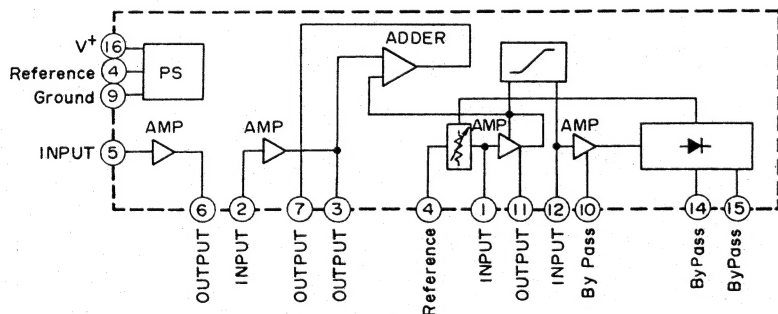 V+ 16
Reference 4
Ground 9
PS
ADDER
INPUT 5
AMP
AMP
AMP
AMP
6 2 7 3 4 1 11 12 10 14 15
OUTPUT
INPUT
OUTPUT
OUTPUT
Reference
INPUT
OUTPUT
INPUT
By Pass
ByPass
ByPass